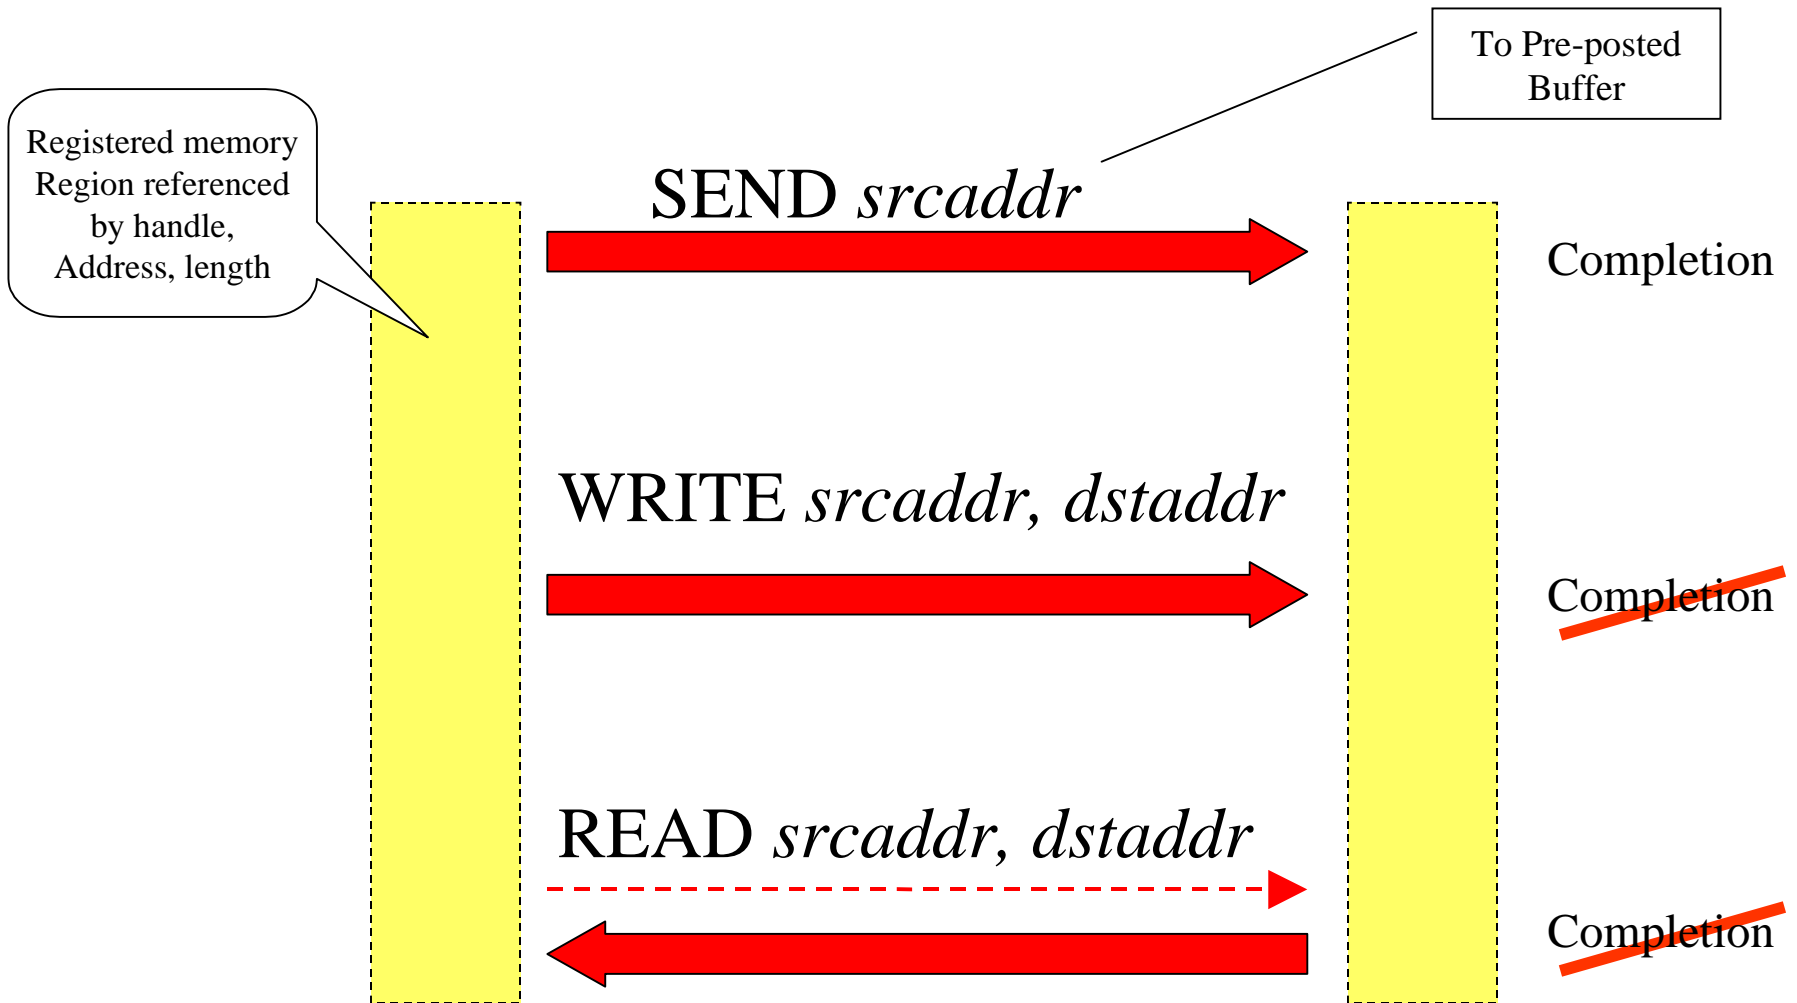 To Pre-posted
Buffer
Registered memory
Region referenced
by handle,
Address, length
SEND srcaddr
Completion
WRITE srcaddr, dstaddr
Completion
READ srcaddr, dstaddr
Completion